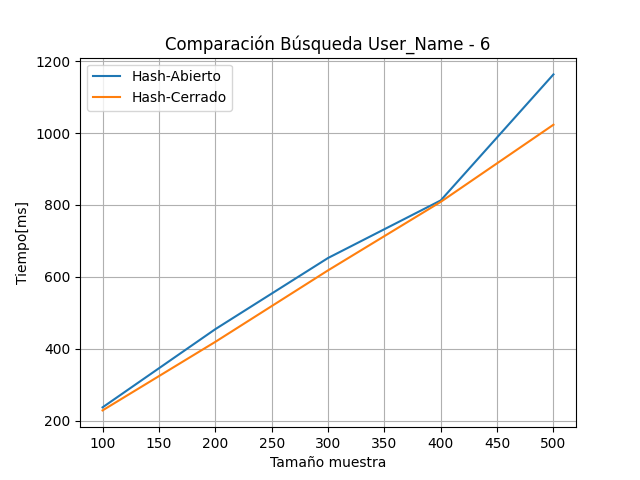 Comparación Búsqueda User_Name - 6
Hash-Abierto
Hash-Cerrado
Tiempo[ms]
1200
1000
800
600
400
200
100 150 200 250 300 350 400 450 500
Tamaño muestra